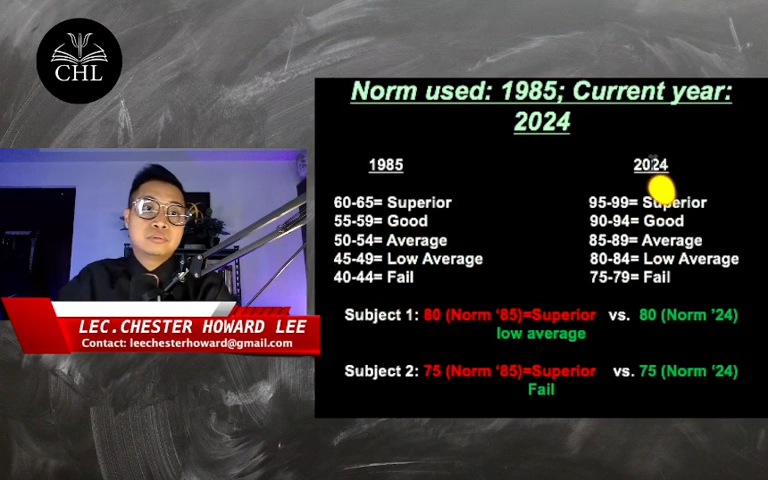 CHL
Norm used: 1985; Current year:
2024
1985
60-65= Superior
55-59= Good
50-54= Average
45-49= Low Average
40-44= Fail
2024
95-99= Superior
90-94= Good
85-89= Average
80-84= Low Average
75-79= Fail
Subject 1: 80 (Norm ‘85)=Superior vs. 80 (Norm ’24)
low average
Subject 2: 75 (Norm ‘85)=Superior vs. 75 (Norm ‘24)
Fail
LEC.CHESTER HOWARD LEE
Contact: leechesterhoward@gmail.com